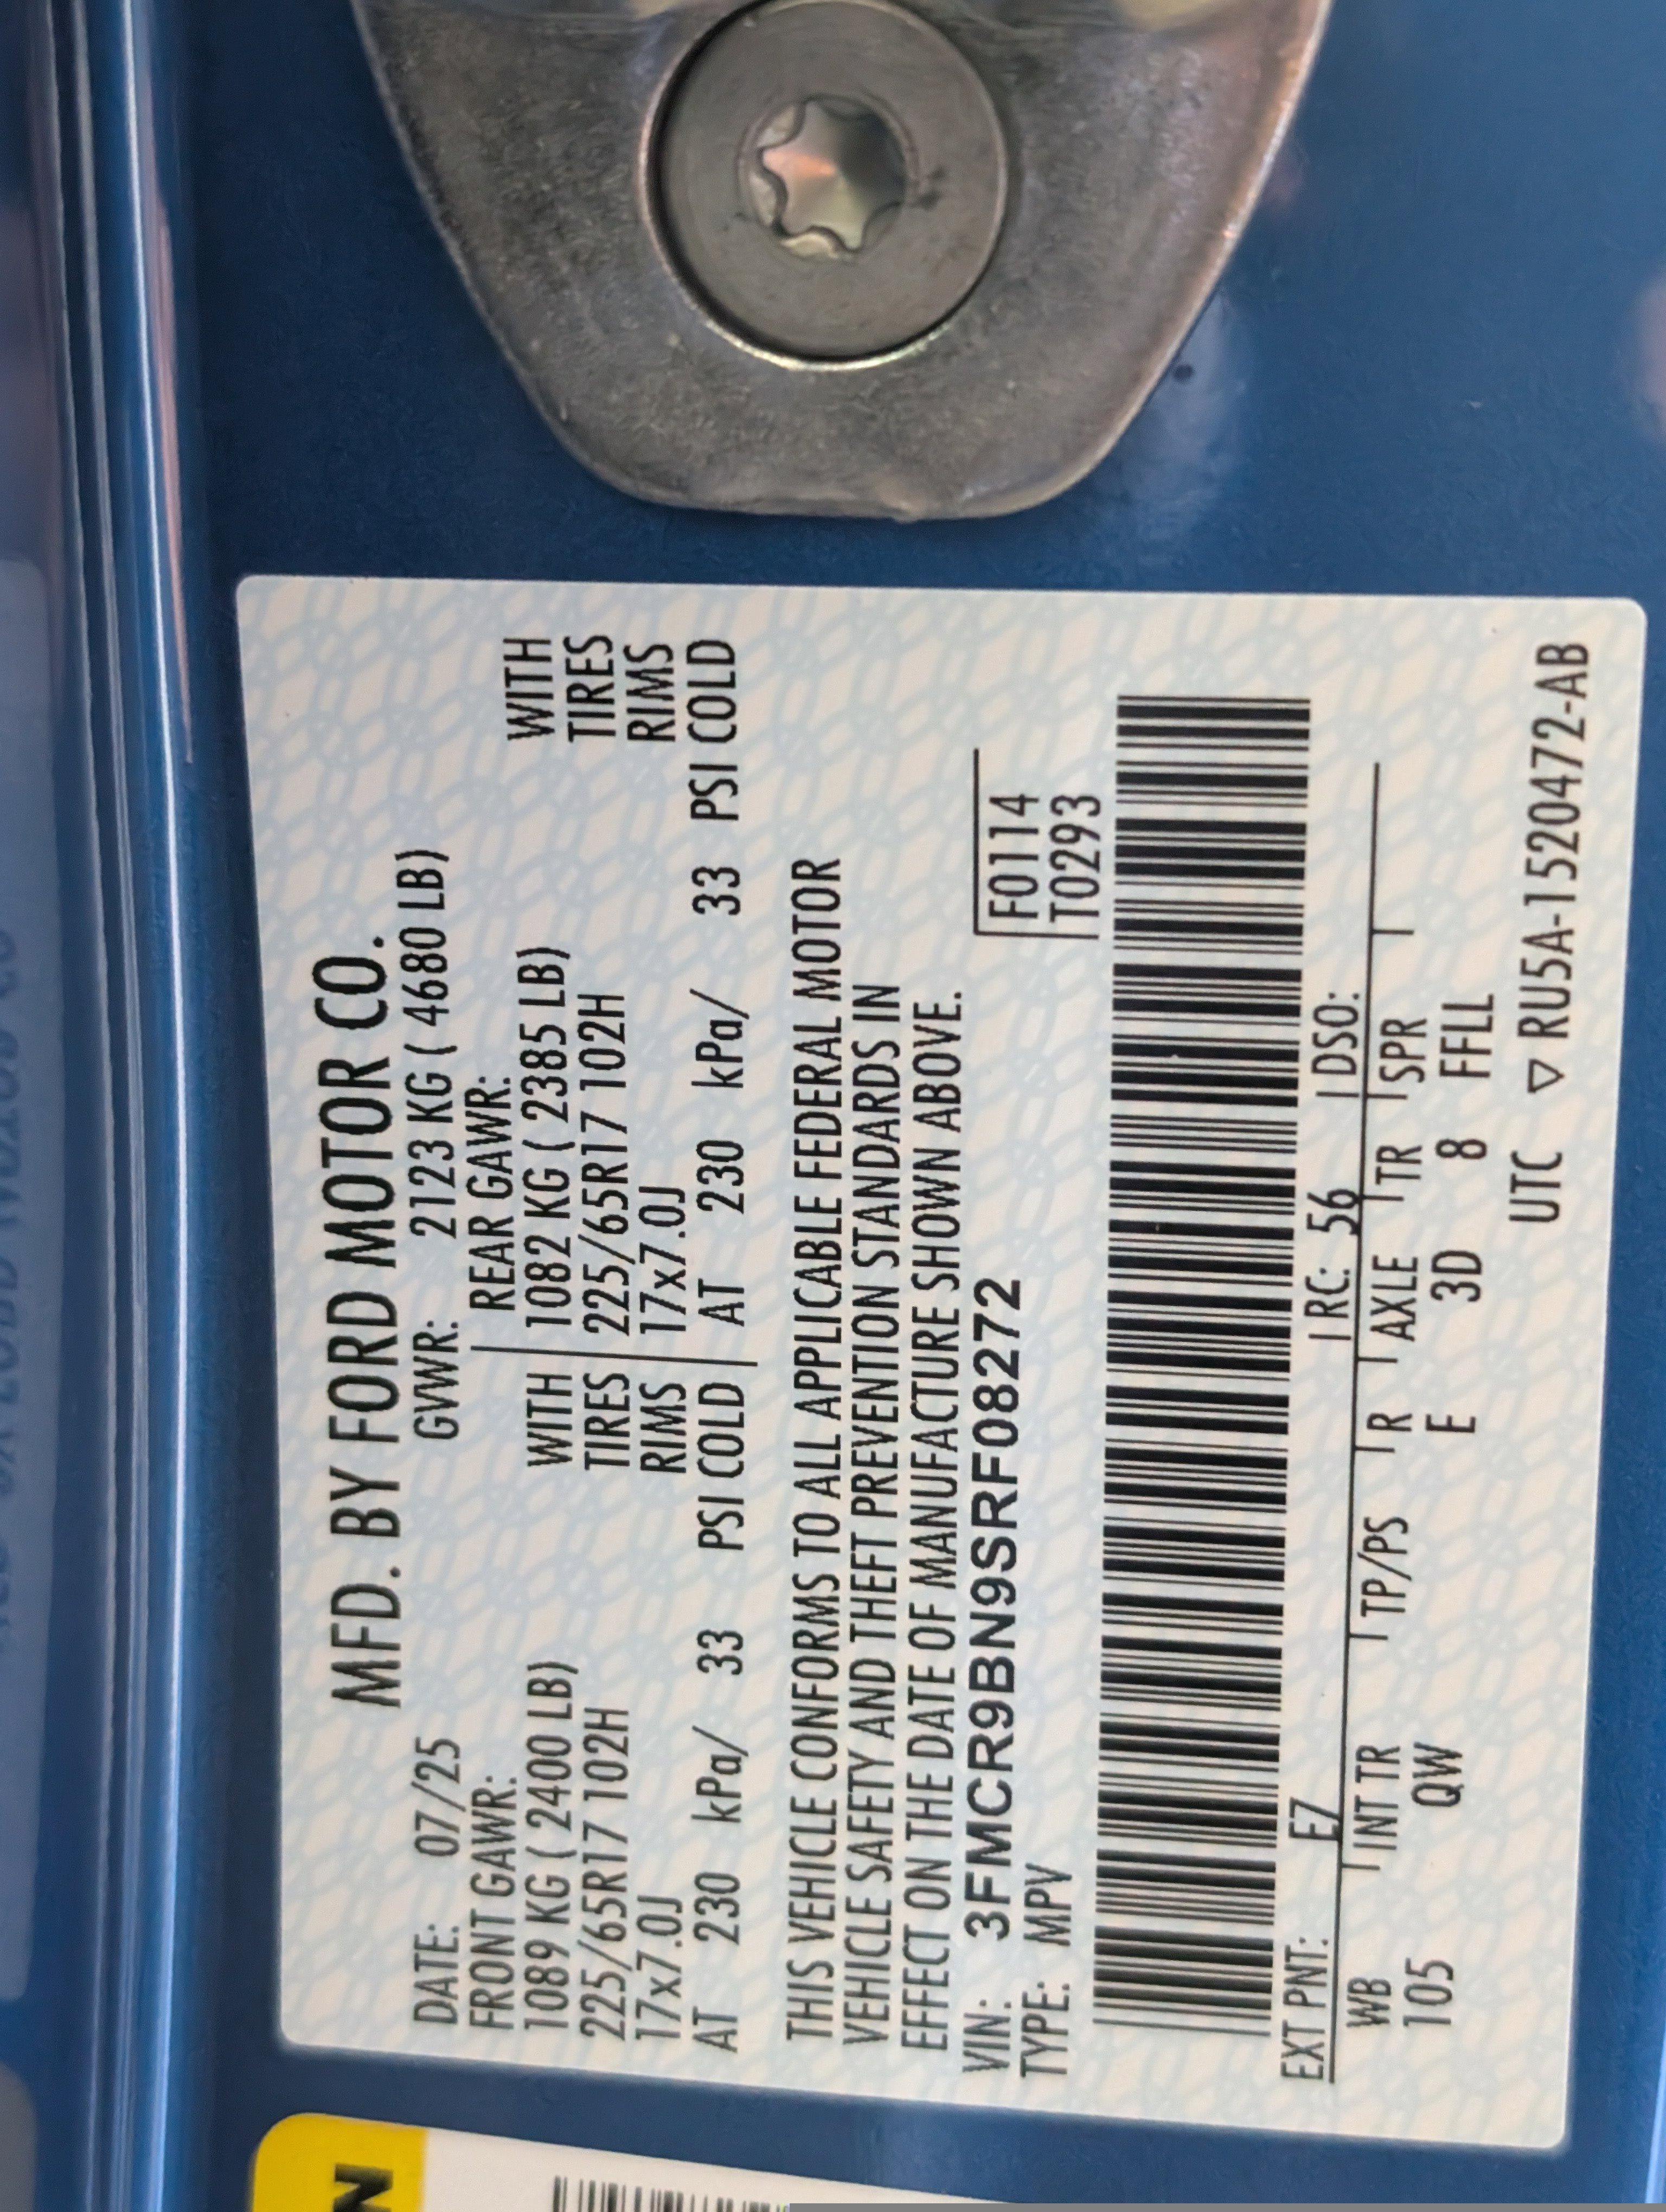 MFD. BY FORD MOTOR CO.
DATE: 07/25 GVWR: 2123 KG ( 4680 LB)
FRONT GAWR: REAR GAWR:
1089 KG ( 2400 LB) WITH 1082 KG ( 2385 LB) WITH
225/65R17 102H TIRES 225/65R17 102H TIRES
17x7.0J RIMS 17x7.0J RIMS
AT 230 kPa/ 33 PSI COLD AT 230 kPa/ 33 PSI COLD
THIS VEHICLE CONFORMS TO ALL APPLICABLE FEDERAL MOTOR
VEHICLE SAFETY AND THEFT PREVENTION STANDARDS IN
EFFECT ON THE DATE OF MANUFACTURE SHOWN ABOVE.
VIN: 3FMCR9BN9SRF08272 F0114
TYPE: MPV T0293
EXT PNT: E7 RC: 56 DSO:
WB INT TR TP/PS R AXLE TR SPR
105 QW E 3D 8 FFLL
UTC ▽ RU5A-1520472-AB
N